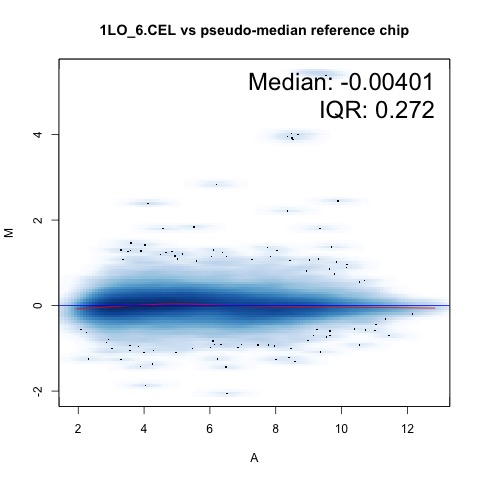 1LO_6.CEL vs pseudo-median reference chip
Median: -0.00401
IQR: 0.272
M
4
2
0
-2
2 4 6 8 10 12
A